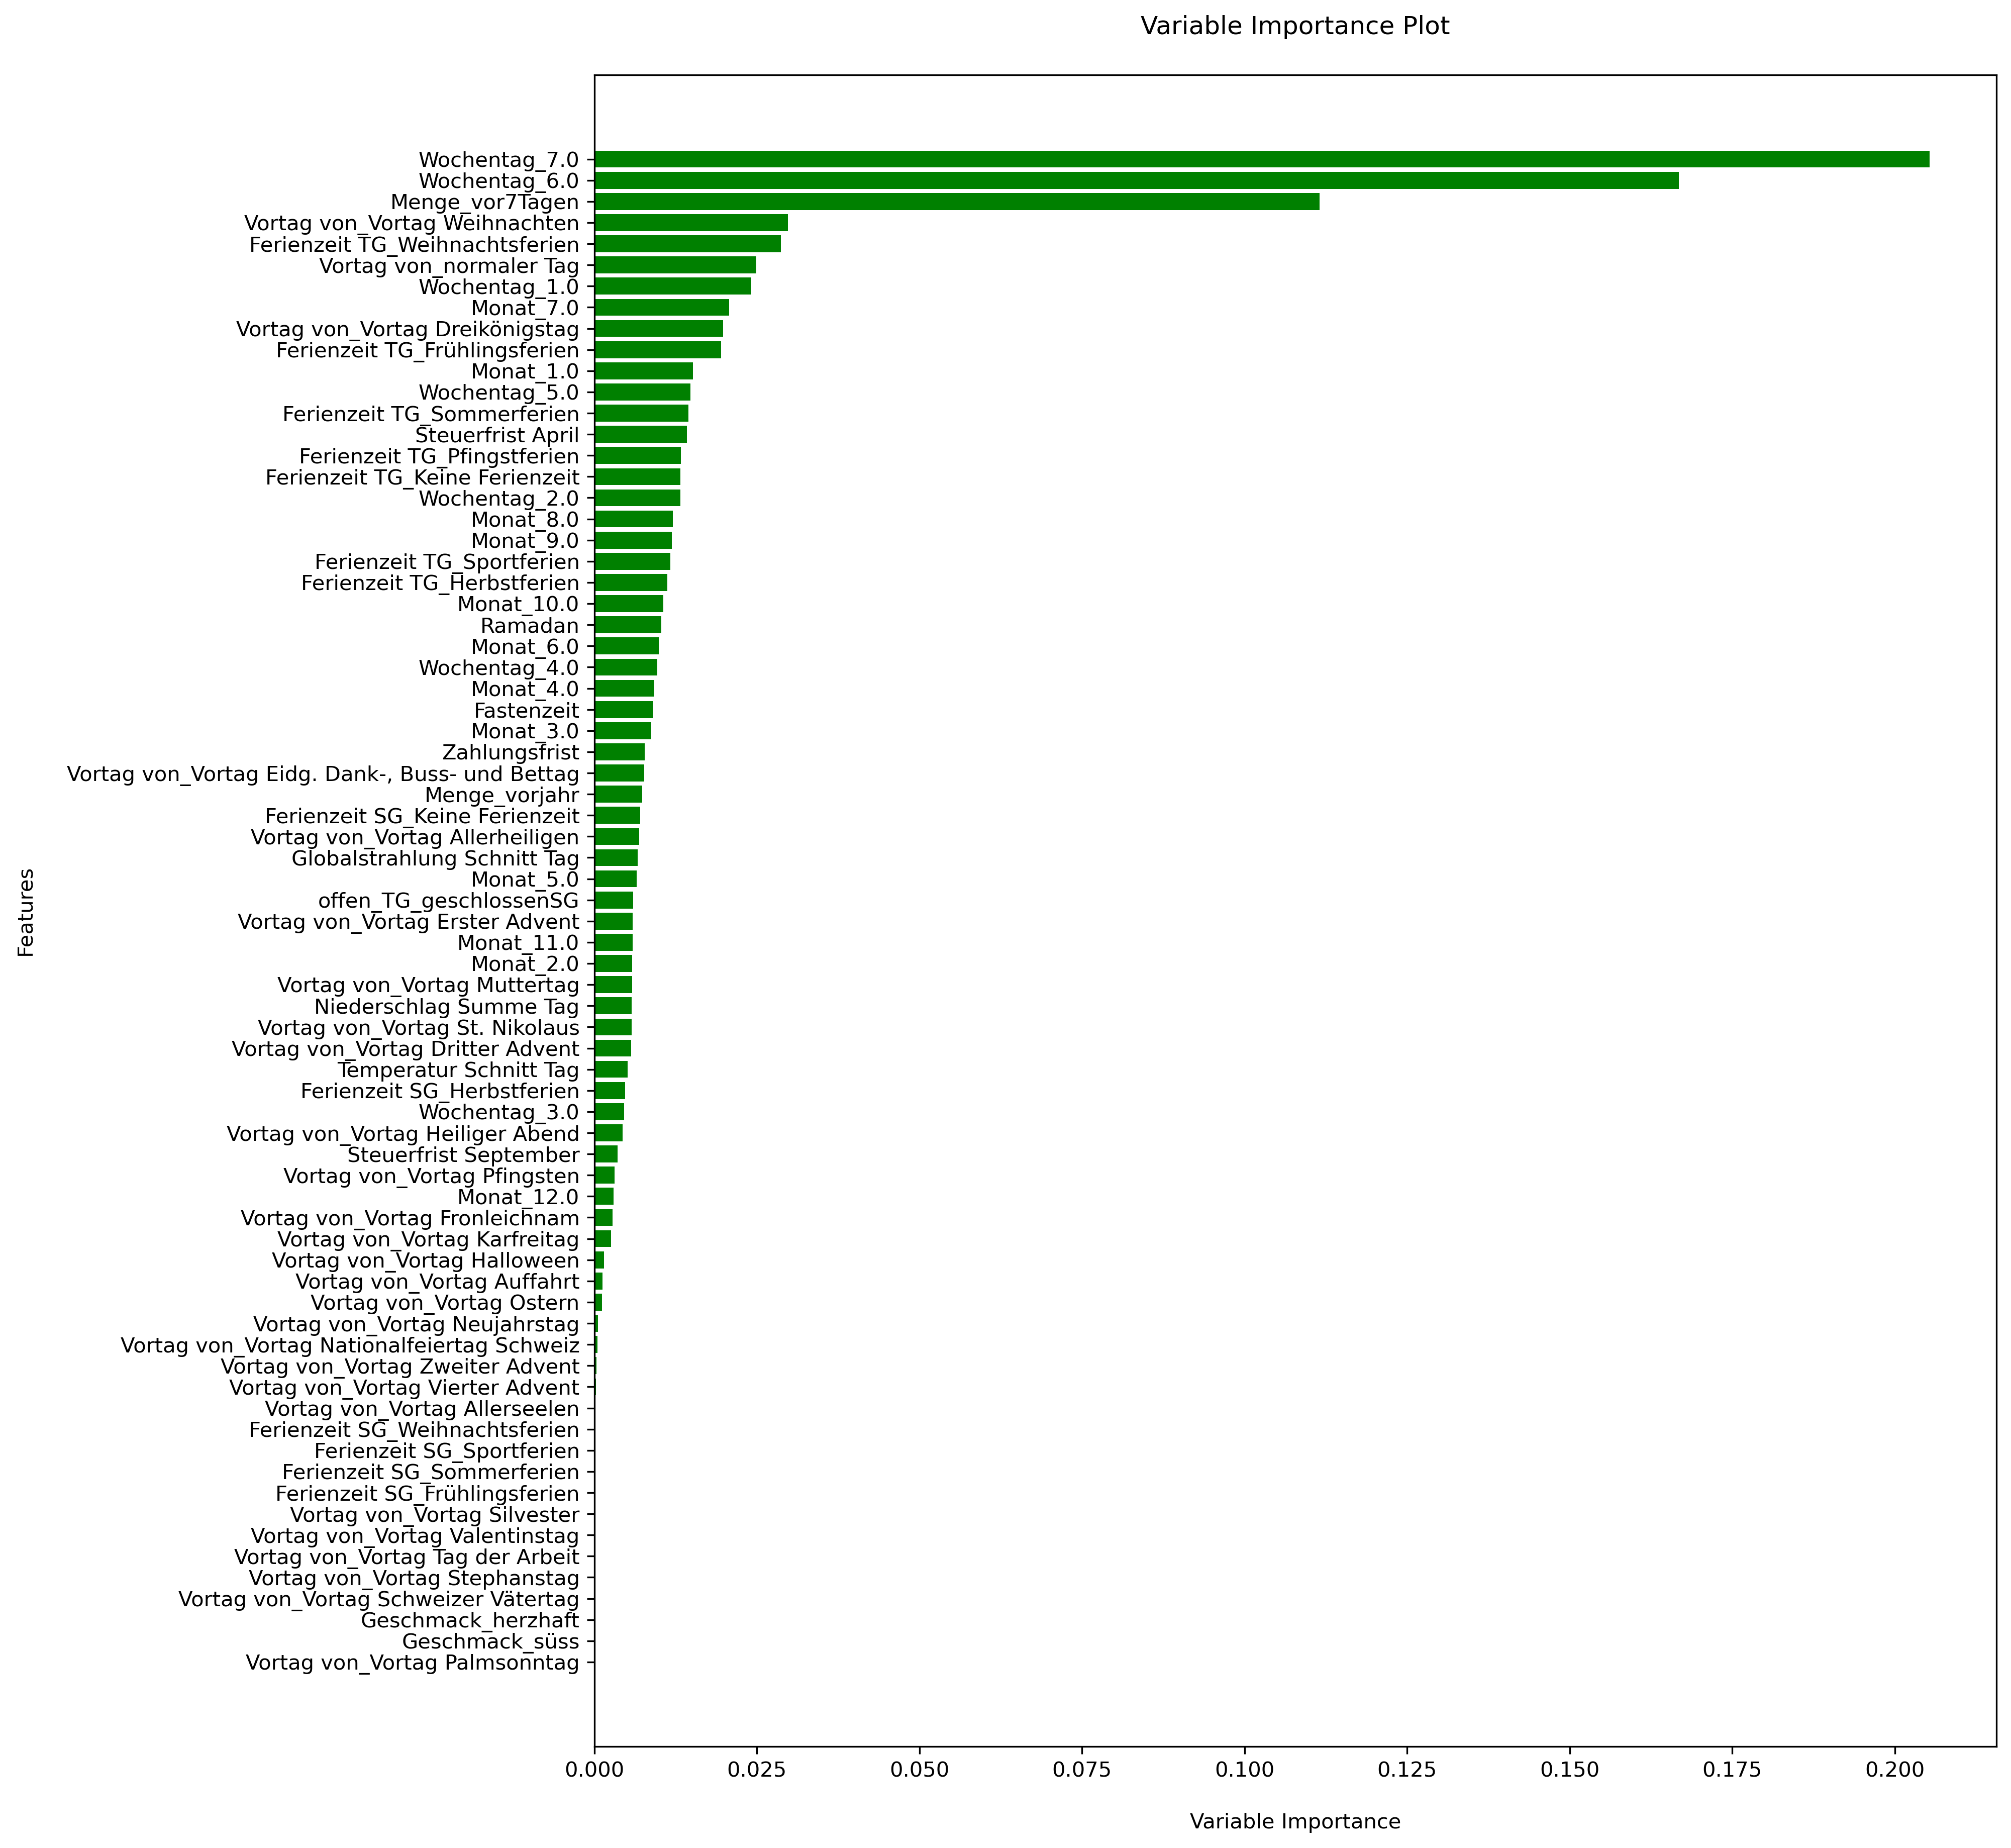 Variable Importance Plot
Wochentag_7.0
Wochentag_6.0
Menge_vor7Tagen
Vortag von_Vortag Weihnachten
Ferienzeit TG_Weihnachtsferien
Vortag von_normaler Tag
Wochentag_1.0
Monat_7.0
Vortag von_Vortag Dreikönigstag
Ferienzeit TG_Frühlingsferien
Monat_1.0
Wochentag_5.0
Ferienzeit TG_Sommerferien
Steuerfrist April
Ferienzeit TG_Pfingstferien
Ferienzeit TG_Keine Ferienzeit
Wochentag_2.0
Monat_8.0
Monat_9.0
Ferienzeit TG_Sportferien
Ferienzeit TG_Herbstferien
Monat_10.0
Ramadan
Monat_6.0
Wochentag_4.0
Monat_4.0
Fastenzeit
Monat_3.0
Zahlungsfrist
Vortag von_Vortag Eidg. Dank-, Buss- und Bettag
Menge_vorjahr
Ferienzeit SG_Keine Ferienzeit
Vortag von_Vortag Allerheiligen
Globalstrahlung Schnitt Tag
Monat_5.0
offen_TG_geschlossenSG
Vortag von_Vortag Erster Advent
Monat_11.0
Monat_2.0
Vortag von_Vortag Muttertag
Niederschlag Summe Tag
Vortag von_Vortag St. Nikolaus
Vortag von_Vortag Dritter Advent
Temperatur Schnitt Tag
Ferienzeit SG_Herbstferien
Wochentag_3.0
Vortag von_Vortag Heiliger Abend
Steuerfrist September
Vortag von_Vortag Pfingsten
Monat_12.0
Vortag von_Vortag Fronleichnam
Vortag von_Vortag Karfreitag
Vortag von_Vortag Halloween
Vortag von_Vortag Auffahrt
Vortag von_Vortag Ostern
Vortag von_Vortag Neujahrstag
Vortag von_Vortag Nationalfeiertag Schweiz
Vortag von_Vortag Zweiter Advent
Vortag von_Vortag Vierter Advent
Vortag von_Vortag Allerseelen
Ferienzeit SG_Weihnachtsferien
Ferienzeit SG_Sportferien
Ferienzeit SG_Sommerferien
Ferienzeit SG_Frühlingsferien
Vortag von_Vortag Silvester
Vortag von_Vortag Valentinstag
Vortag von_Vortag Tag der Arbeit
Vortag von_Vortag Stephanstag
Vortag von_Vortag Schweizer Vätertag
Geschmack_herzhaft
Geschmack_süss
Vortag von_Vortag Palmsonntag
Features
0.000 0.025 0.050 0.075 0.100 0.125 0.150 0.175 0.200
Variable Importance